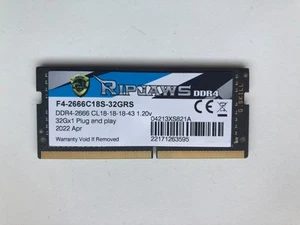 RIPJAWS DDR4
F4-2666C18S-32GRS
DDR4-2666 CL18-18-18-43 1.20v
32Gx1 Plug and play
2022 Apr
Warranty Void If Removed
04213XS821A
22171263595
G.SKILL